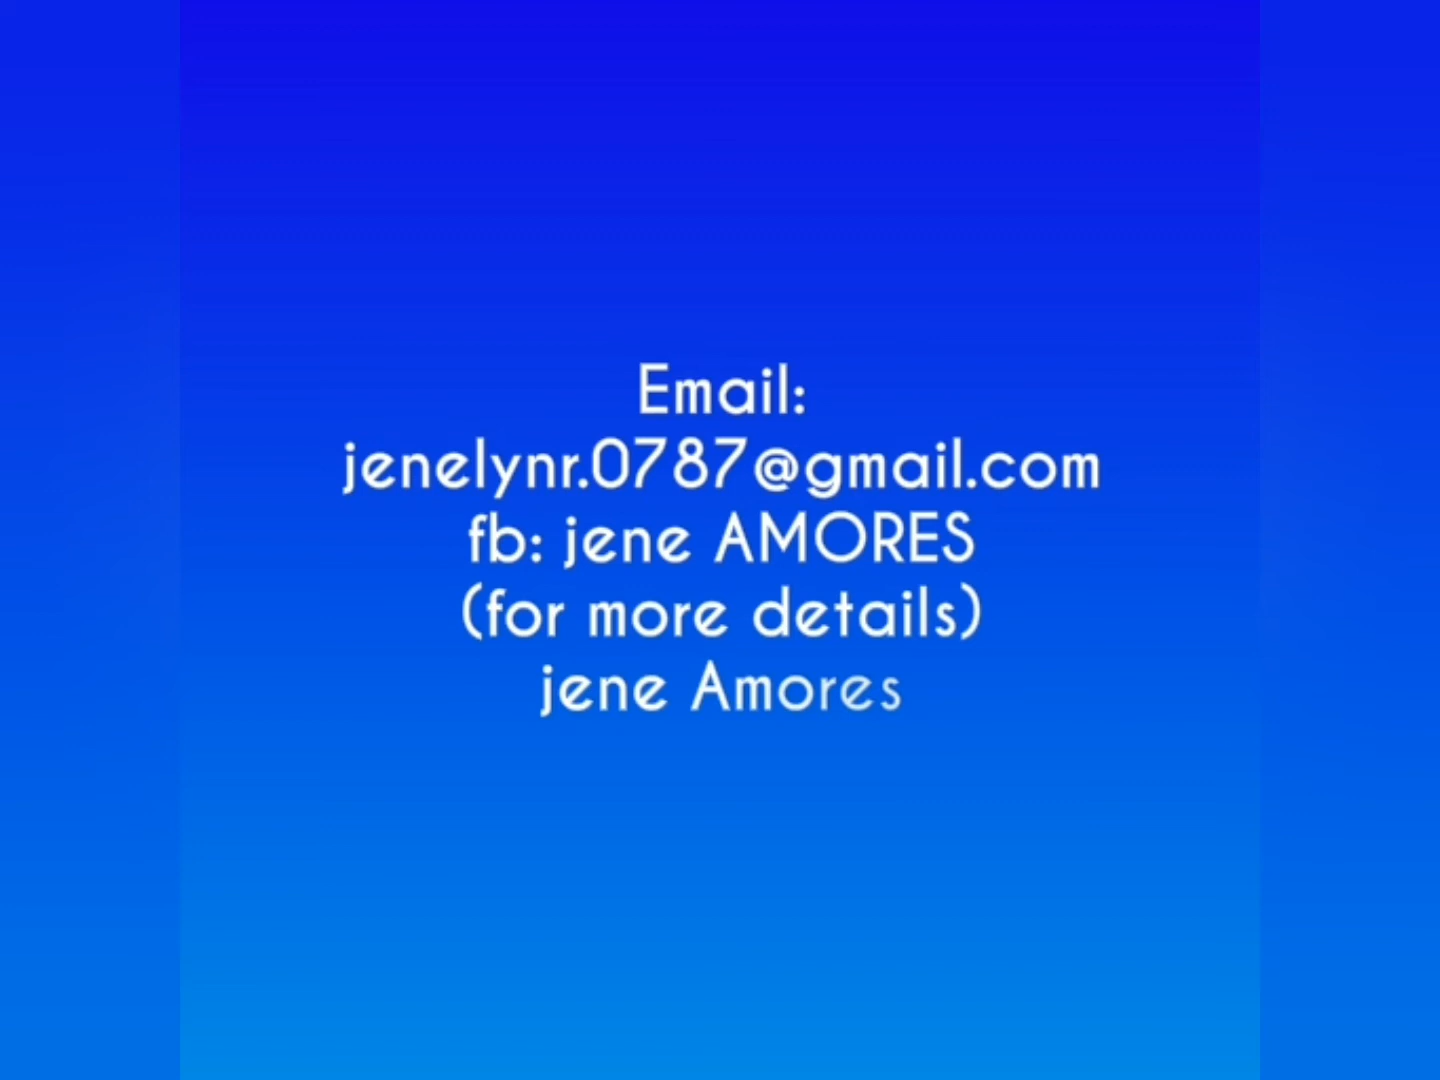 Email:
jenelynr.0787@gmail.com
fb: jene AMORES
(for more details)
jene Amores